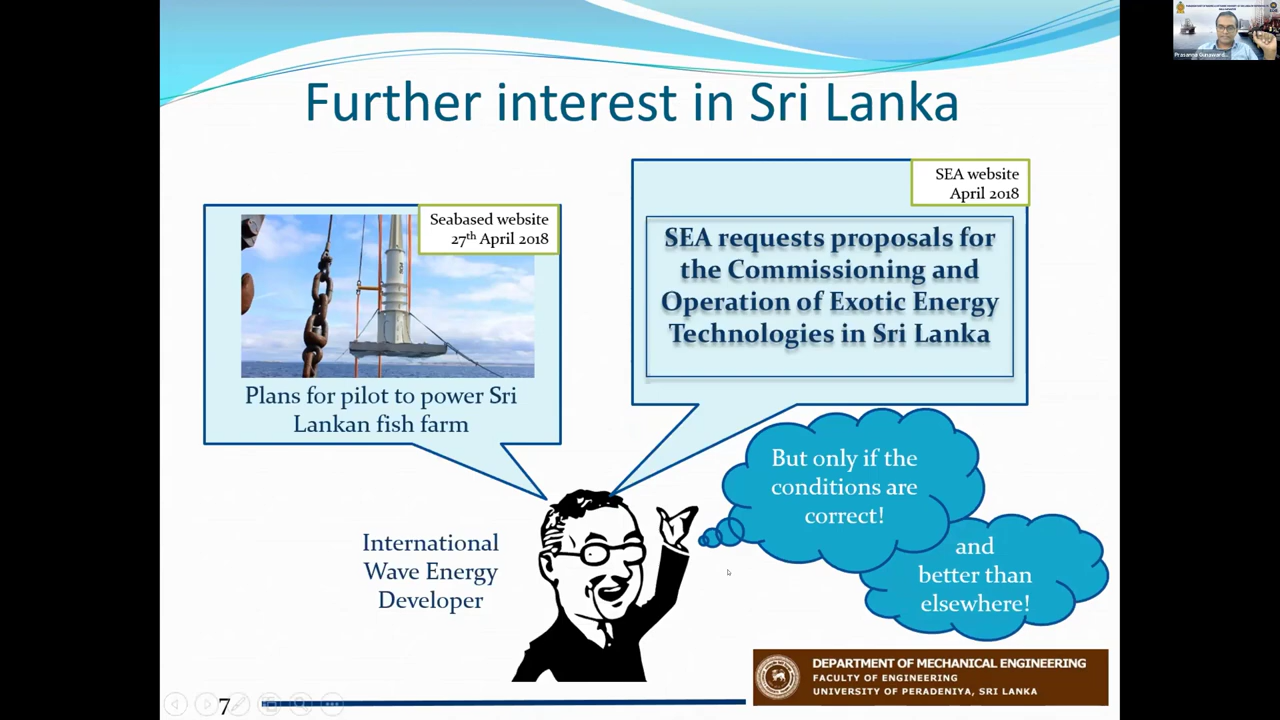 Further interest in Sri Lanka
Seabased website
27th April 2018
Plans for pilot to power Sri
Lankan fish farm
SEA website
April 2018
SEA requests proposals for
the Commissioning and
Operation of Exotic Energy
Technologies in Sri Lanka
But only if the
conditions are
correct!
and
better than
elsewhere!
International
Wave Energy
Developer
DEPARTMENT OF MECHANICAL ENGINEERING
FACULTY OF ENGINEERING
UNIVERSITY OF PERADENIYA, SRI LANKA
7